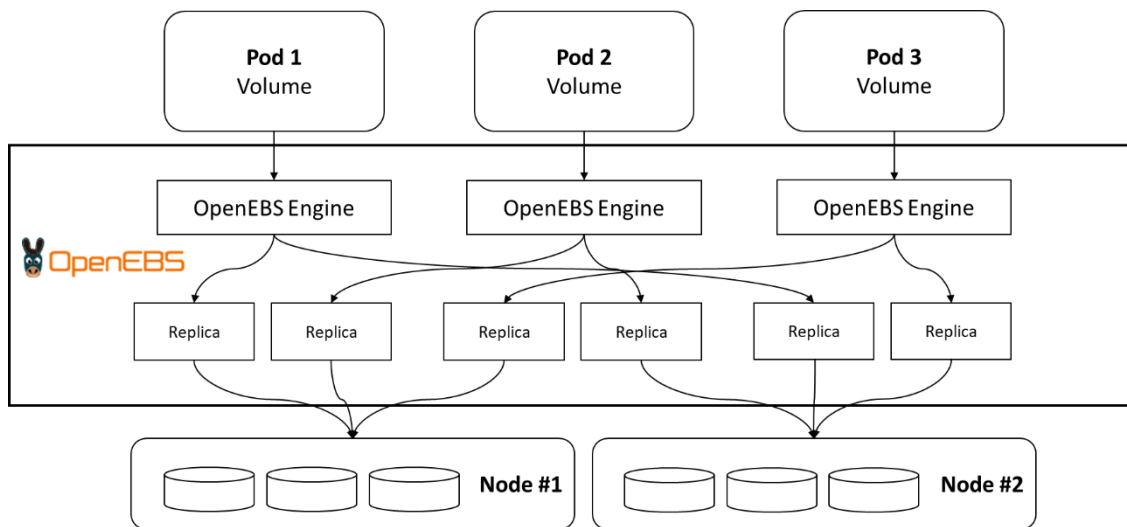 Pod 1
Volume
Pod 2
Volume
Pod 3
Volume
OpenEBS Engine
OpenEBS Engine
OpenEBS Engine
OpenEBS
Replica
Replica
Replica
Replica
Replica
Replica
Node #1
Node #2